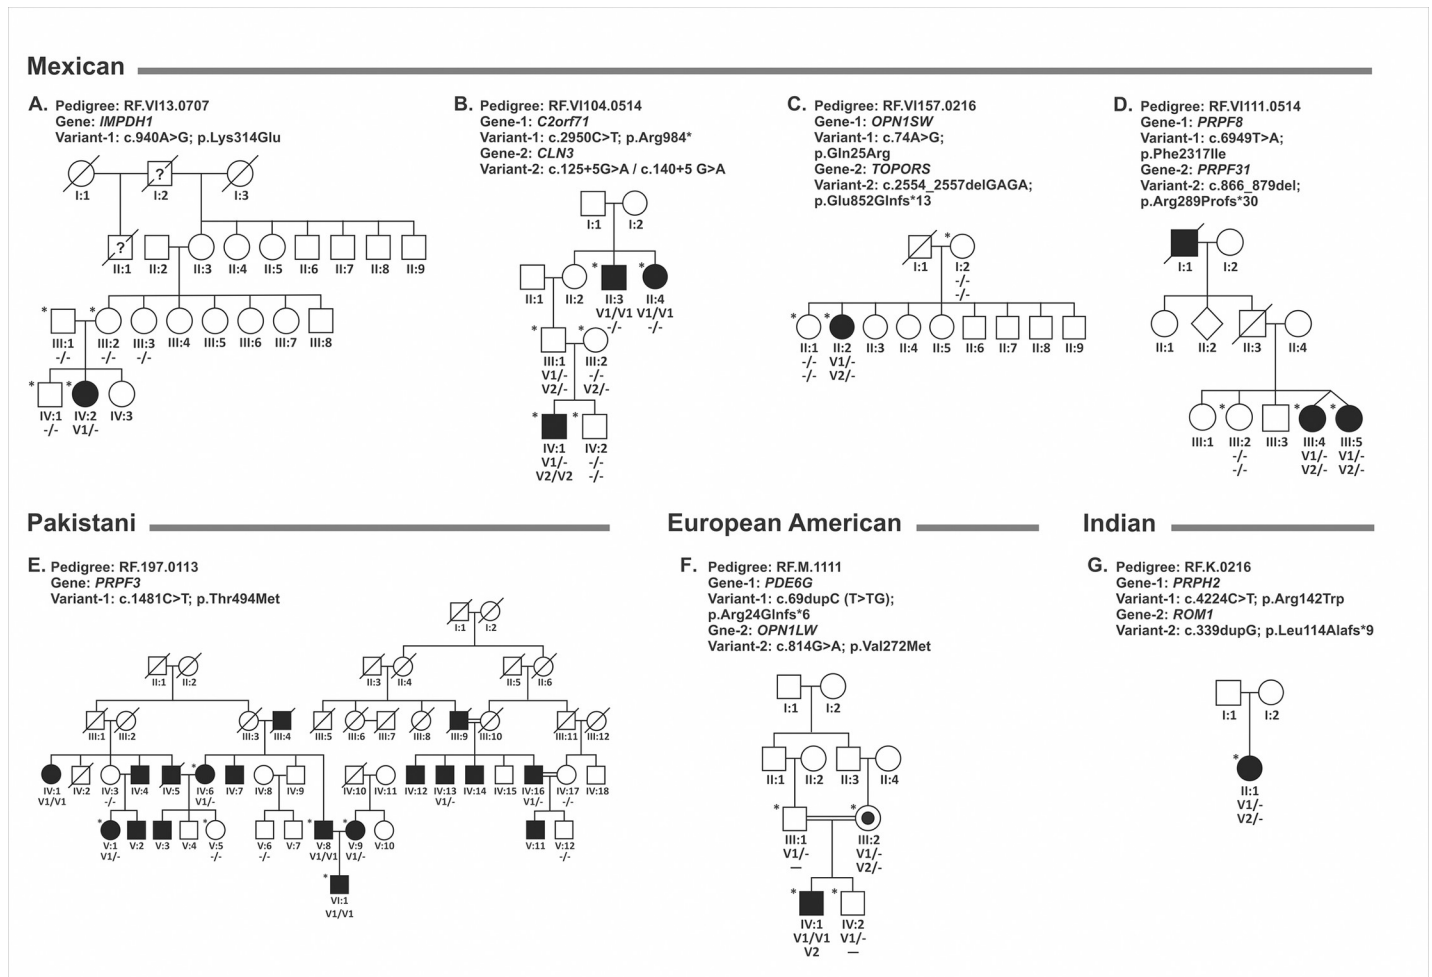 Mexican
A. Pedigree: RF.VI13.0707
Gene: IMPDH1
Variant-1: c.940A>G; p.Lys314Glu
?
I:1
I:2
I:3
?
II:1
II:2
II:3
II:4
II:5
II:6
II:7
II:8
II:9
* *
III:1 III:2 III:3 III:4 III:5 III:6 III:7 III:8
-/- -/- -/-
* *
IV:1 IV:2 IV:3
-/- V1/-
B. Pedigree: RF.VI104.0514
Gene-1: C2orf71
Variant-1: c.2950C>T; p.Arg984*
Gene-2: CLN3
Variant-2: c.125+5G>A / c.140+5 G>A
I:1 I:2
* *
II:1 II:2 II:3 II:4
V1/V1 V1/V1
-/- -/-
* *
III:1 III:2
V1/- -/-
V2/- V2/-
* *
IV:1 IV:2
V1/- -/-
V2/V2 -/-
C. Pedigree: RF.VI157.0216
Gene-1: OPN1SW
Variant-1: c.74A>G;
p.Gln25Arg
Gene-2: TOPORS
Variant-2: c.2554_2557delGAGA;
p.Glu852Glnfs*13
*
I:1 I:2
-/-
-/-
* *
II:1 II:2 II:3 II:4 II:5 II:6 II:7 II:8 II:9
-/- V1/-
-/- V2/-
D. Pedigree: RF.VI111.0514
Gene-1: PRPF8
Variant-1: c.6949T>A;
p.Phe2317Ile
Gene-2: PRPF31
Variant-2: c.866_879del;
p.Arg289Profs*30
I:1 I:2
II:1 II:2 II:3 II:4
* * *
III:1 III:2 III:3 III:4 III:5
-/- V1/- V1/-
-/- V2/- V2/-
Pakistani
E. Pedigree: RF.197.0113
Gene: PRPF3
Variant-1: c.1481C>T; p.Thr494Met
I:1 I:2
II:1 II:2 II:3 II:4 II:5 II:6
III:1 III:2 III:3 III:4 III:5 III:6 III:7 III:8 III:9 III:10 III:11 III:12
*
IV:1 IV:2 IV:3 IV:4 IV:5 IV:6 IV:7 IV:8 IV:9 IV:10 IV:11 IV:12 IV:13 IV:14 IV:15 IV:16 IV:17 IV:18
V1/V1 -/- V1/- V1/- V1/- -/-
* * * *
V:1 V:2 V:3 V:4 V:5 V:6 V:7 V:8 V:9 V:10 V:11 V:12
V1/- -/- -/- V1/V1 V1/- -/-
*
VI:1
V1/V1
European American
F. Pedigree: RF.M.1111
Gene-1: PDE6G
Variant-1: c.69dupC (T>TG);
p.Arg24Glnfs*6
Gne-2: OPN1LW
Variant-2: c.814G>A; p.Val272Met
I:1 I:2
II:1 II:2 II:3 II:4
* *
III:1 III:2
V1/- V1/-
— V2/-
* *
IV:1 IV:2
V1/V1 V1/-
V2 —
Indian
G. Pedigree: RF.K.0216
Gene-1: PRPH2
Variant-1: c.4224C>T; p.Arg142Trp
Gene-2: ROM1
Variant-2: c.339dupG; p.Leu114Alafs*9
I:1 I:2
*
II:1
V1/-
V2/-